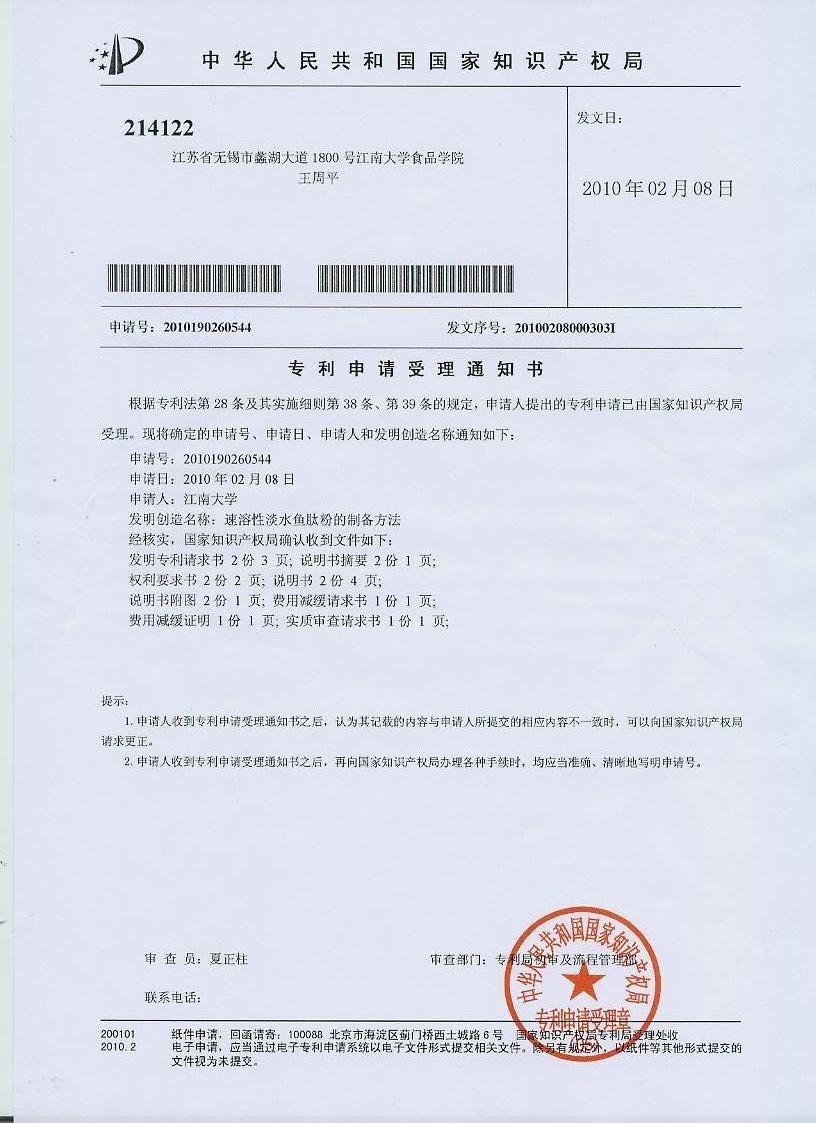 中华人民共和国国家知识产权局
214122
江苏省无锡市蠡湖大道 1800 号江南大学食品学院
王周平
发文日：
2010 年 02 月 08 日
申请号：2010190260544
发文序号：20100208000303I
专利申请受理通知书
根据专利法第 28 条及其实施细则第 38 条、第 39 条的规定，申请人提出的专利申请已由国家知识产权局
受理。现将确定的申请号、申请日、申请人和发明创造名称通知如下：
申请号：2010190260544
申请日：2010 年 02 月 08 日
申请人：江南大学
发明创造名称：速溶性淡水鱼肽粉的制备方法
经核实，国家知识产权局确认收到文件如下：
发明专利请求书 2 份 3 页; 说明书摘要 2 份 1 页;
权利要求书 2 份 2 页; 说明书 2 份 4 页;
说明书附图 2 份 1 页; 费用减缓请求书 1 份 1 页;
费用减缓证明 1 份 1 页; 实质审查请求书 1 份 1 页;
提示：
1. 申请人收到专利申请受理通知书之后，认为其记载的内容与申请人所提交的相应内容不一致时，可以向国家知识产权局
请求更正。
2. 申请人收到专利申请受理通知书之后，再向国家知识产权局办理各种手续时，均应当准确、清晰地写明申请号。
审 查 员：夏正柱
审查部门：专利局初审及流程管理部
联系电话：
中华人民共和国国家知识产权局
专利申请受理章
200101
2010.2
纸件申请，回函请寄：100088 北京市海淀区蓟门桥西土城路 6 号 国家知识产权局专利局受理处收
电子申请，应当通过电子专利申请系统以电子文件形式提交相关文件。除另有规定外，以纸件等其他形式提交的
文件视为未提交。